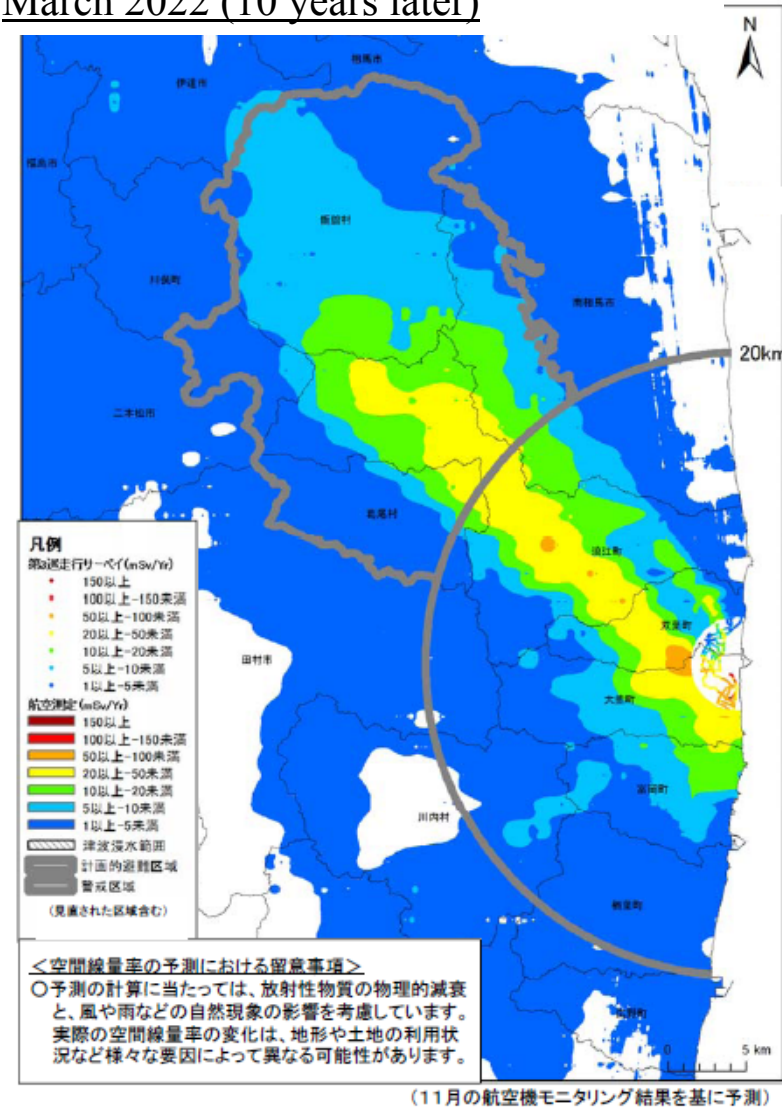 March 2022 (10 years later)
N
相馬市
伊達市
福島市
飯舘村
川俣町
南相馬市
20km
二本松市
葛尾村
浪江町
双葉町
田村市
大熊町
富岡町
川内村
楢葉町
広野町
凡例
第3巡走行サーベイ(mSv/Yr)
150以上
100以上-150未満
50以上-100未満
20以上-50未満
10以上-20未満
5以上-10未満
1以上-5未満
航空測定(mSv/Yr)
150以上
100以上-150未満
50以上-100未満
20以上-50未満
10以上-20未満
5以上-10未満
1以上-5未満
津波浸水範囲
計画的避難区域
警戒区域
(見直された区域含む)
<空間線量率の予測における留意事項>
○予測の計算に当たっては、放射性物質の物理的減衰
と、風や雨などの自然現象の影響を考慮しています。
実際の空間線量率の変化は、地形や土地の利用状
況など様々な要因によって異なる可能性があります。
0 5 km
(11月の航空機モニタリング結果を基に予測)